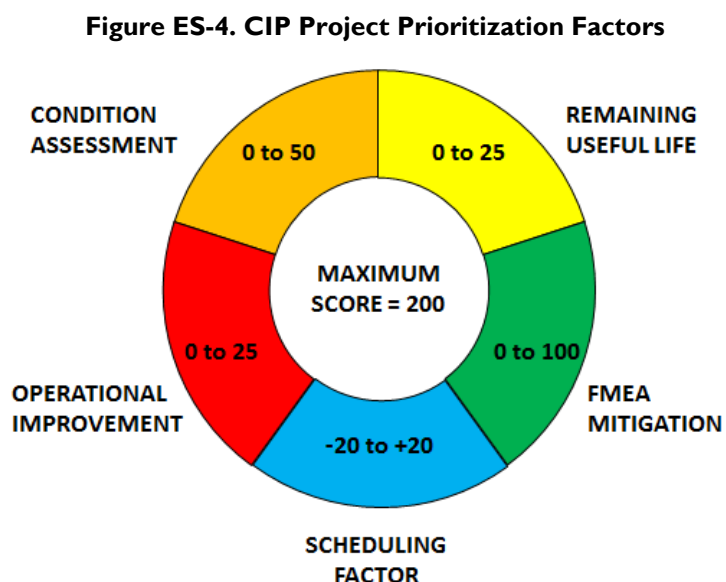 Figure ES-4. CIP Project Prioritization Factors
CONDITION
ASSESSMENT
0 to 50
0 to 25
REMAINING
USEFUL LIFE
MAXIMUM
SCORE = 200
0 to 25
0 to 100
OPERATIONAL
IMPROVEMENT
FMEA
MITIGATION
-20 to +20
SCHEDULING
FACTOR